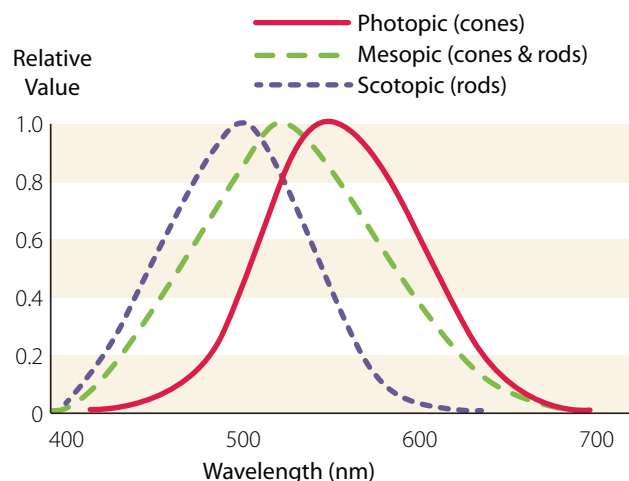 Photopic (cones)
Mesopic (cones & rods)
Scotopic (rods)
Relative
Value
1.0
0.8
0.6
0.4
0.2
0
400 500 600 700
Wavelength (nm)